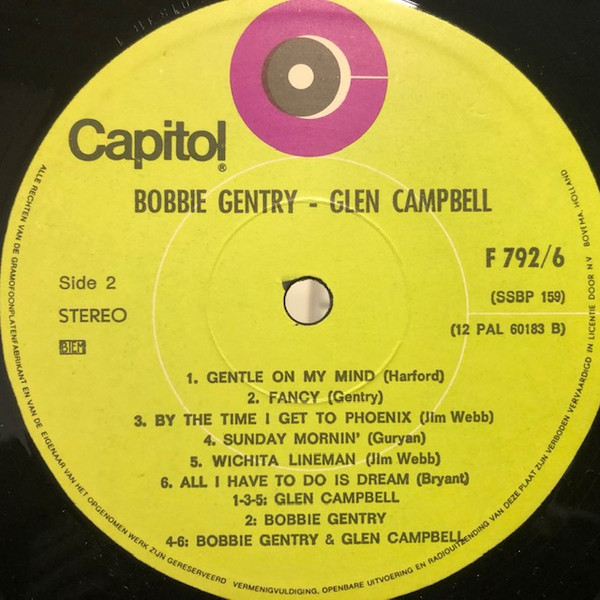 Capitol®
BOBBIE GENTRY - GLEN CAMPBELL
F 792/6
Side 2
(SSBP 159)
STEREO
(12 PAL 60183 B)
BIEM
1. GENTLE ON MY MIND (Harford)
2. FANCY (Gentry)
3. BY THE TIME I GET TO PHOENIX (Jim Webb)
4. SUNDAY MORNIN' (Guryan)
5. WICHITA LINEMAN (Jim Webb)
6. ALL I HAVE TO DO IS DREAM (Bryant)
1-3-5: GLEN CAMPBELL
2: BOBBIE GENTRY
4-6: BOBBIE GENTRY & GLEN CAMPBELL
ALLE RECHTEN VAN DE GRAMOFOONPLATENFABRIKANT EN VAN DE EIGENAAR VAN HET OPGENOMEN WERK ZIJN GERESERVEERD VERMENIGVULDIGING, OPENBARE UITVOERING EN RADIOUITZENDING VAN DEZE PLAAT ZIJN VERBODEN VERVAARDIGD IN LICENTIE DOOR N.V. BOVEMA, HOLLAND